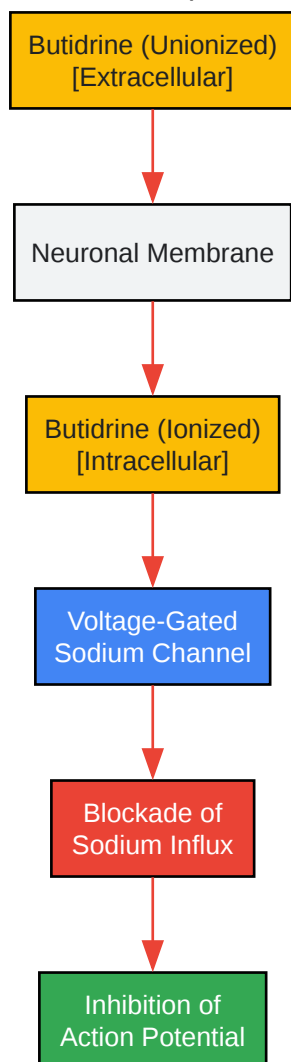 Butidrine (Unionized)
[Extracellular]
Neuronal Membrane
Butidrine (Ionized)
[Intracellular]
Voltage-Gated
Sodium Channel
Blockade of
Sodium Influx
Inhibition of
Action Potential